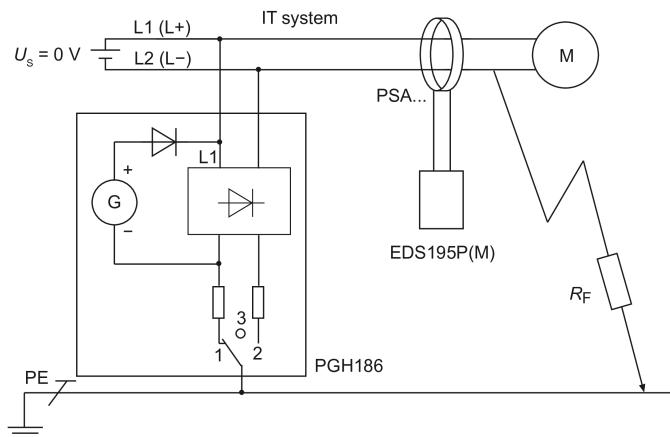 IT system
L1 (L+)
U_S = 0 V
L2 (L−)
M
PSA...
L1
+
G
−
EDS195P(M)
3
1
2
R_F
PGH186
PE